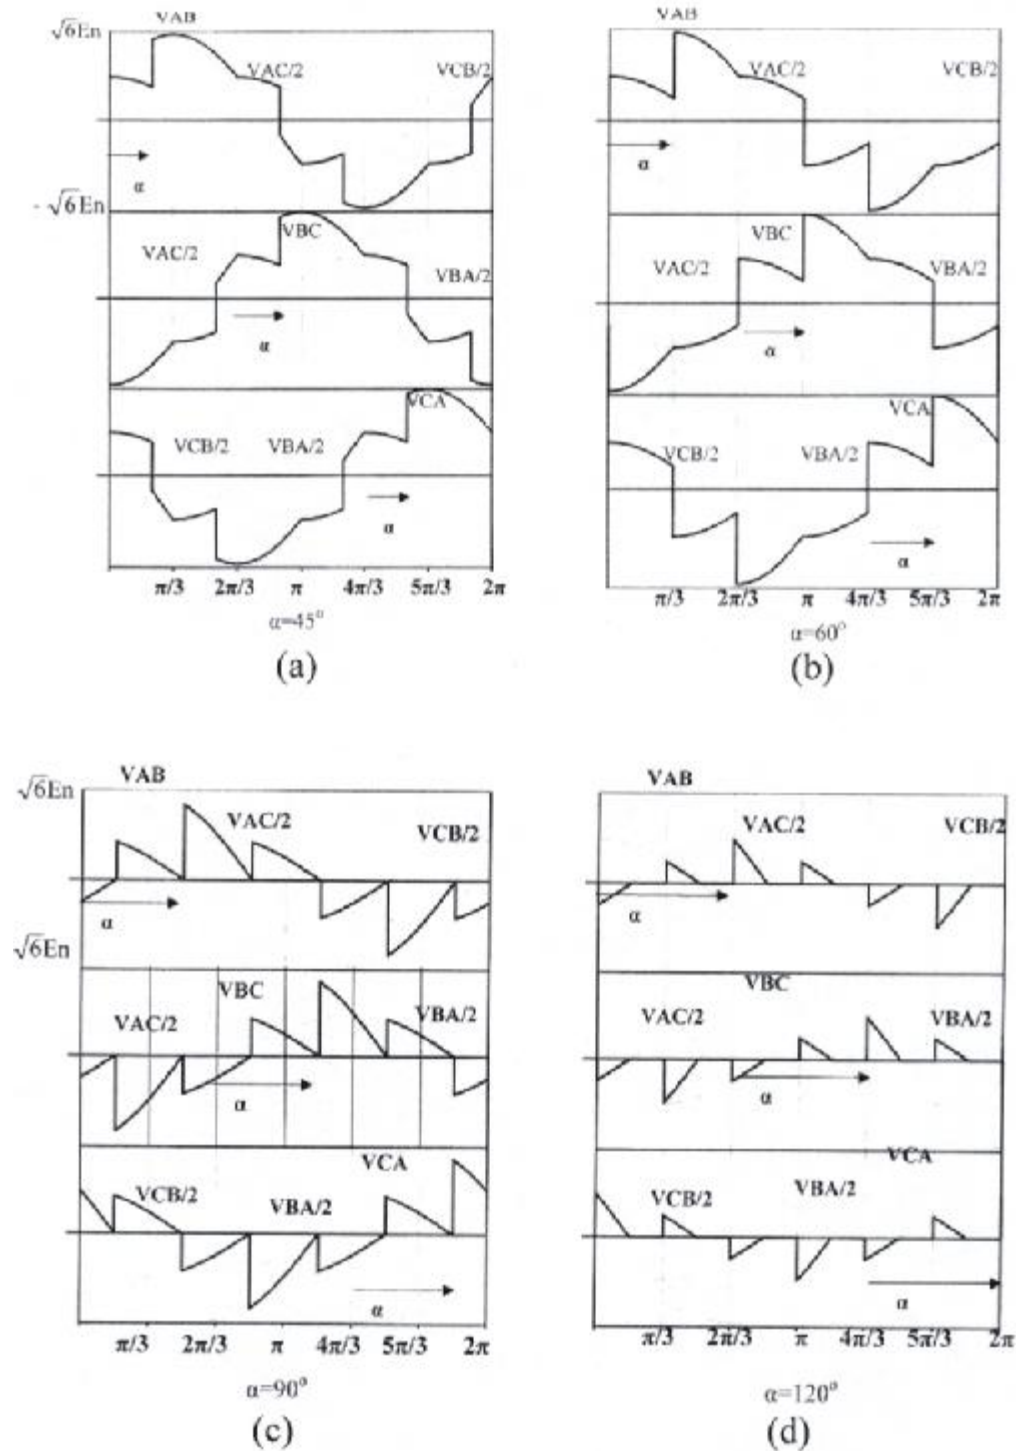 VAB
√6En
VAC/2
VCB/2
α
- √6En
VBC
VAC/2
VBA/2
α
VCA
VCB/2
VBA/2
α
π/3 2π/3 π 4π/3 5π/3 2π
α=45°
(a)
VAB
√6En
VAC/2
VCB/2
α
VBC
VAC/2
VBA/2
α
VCA
VCB/2
VBA/2
α
π/3 2π/3 π 4π/3 5π/3 2π
α=60°
(b)
VAB
√6En
VAC/2
VCB/2
α
√6En
VBC
VAC/2
VBA/2
α
VCA
VCB/2
VBA/2
α
π/3 2π/3 π 4π/3 5π/3 2π
α=90°
(c)
VAB
VAC/2
VCB/2
α
VBC
VAC/2
VBA/2
α
VCA
VCB/2
VBA/2
α
π/3 2π/3 π 4π/3 5π/3 2π
α=120°
(d)